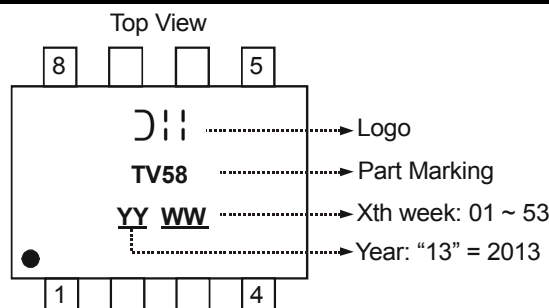 Top View
8 5
Logo
TV58 Part Marking
YY WW Xth week: 01 ~ 53
Year: “13” = 2013
1 4